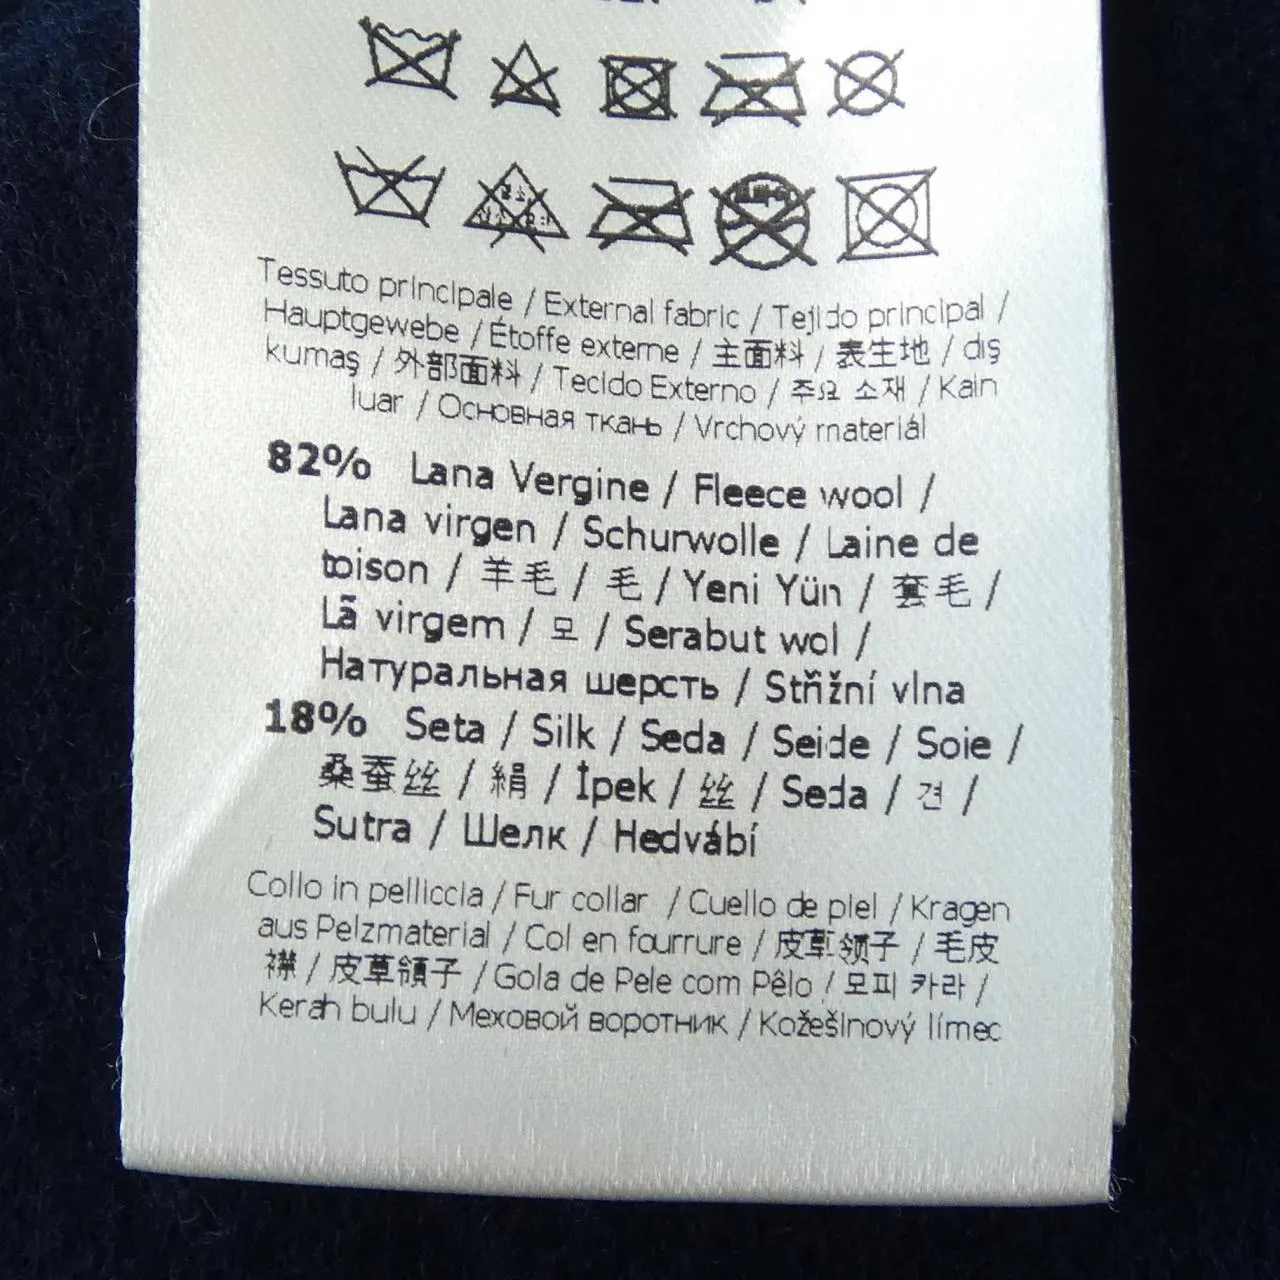 Tessuto principale / External fabric / Tejido principal /
Hauptgewebe / Étoffe externe / 主面料 / 表生地 / dış
kumaş / 外部面料 / Tecido Externo / 주요 소재 / Kain
luar / Основная ткань / Vrchový materiál
82% Lana Vergine / Fleece wool /
Lana virgen / Schurwolle / Laine de
toison / 羊毛 / 毛 / Yeni Yün / 套毛 /
Lã virgem / 모 / Serabut wol /
Натуральная шерсть / Střižní vlna
18% Seta / Silk / Seda / Seide / Soie /
桑蚕丝 / 絹 / İpek / 丝 / Seda / 견 /
Sutra / Шелк / Hedvábí
Collo in pelliccia / Fur collar / Cuello de piel / Kragen
aus Pelzmaterial / Col en fourrure / 皮草领子 / 毛皮
襟 / 皮草領子 / Gola de Pele com Pêlo / 모피 카라 /
Kerah bulu / Меховой воротник / Kožešinový límec